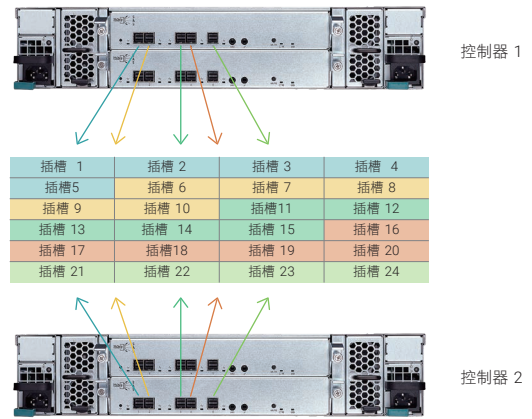 控制器 1
插槽 1 插槽 2 插槽 3 插槽 4
插槽5 插槽 6 插槽 7 插槽 8
插槽 9 插槽 10 插槽11 插槽 12
插槽 13 插槽 14 插槽 15 插槽 16
插槽 17 插槽18 插槽 19 插槽 20
插槽 21 插槽 22 插槽 23 插槽 24
控制器 2